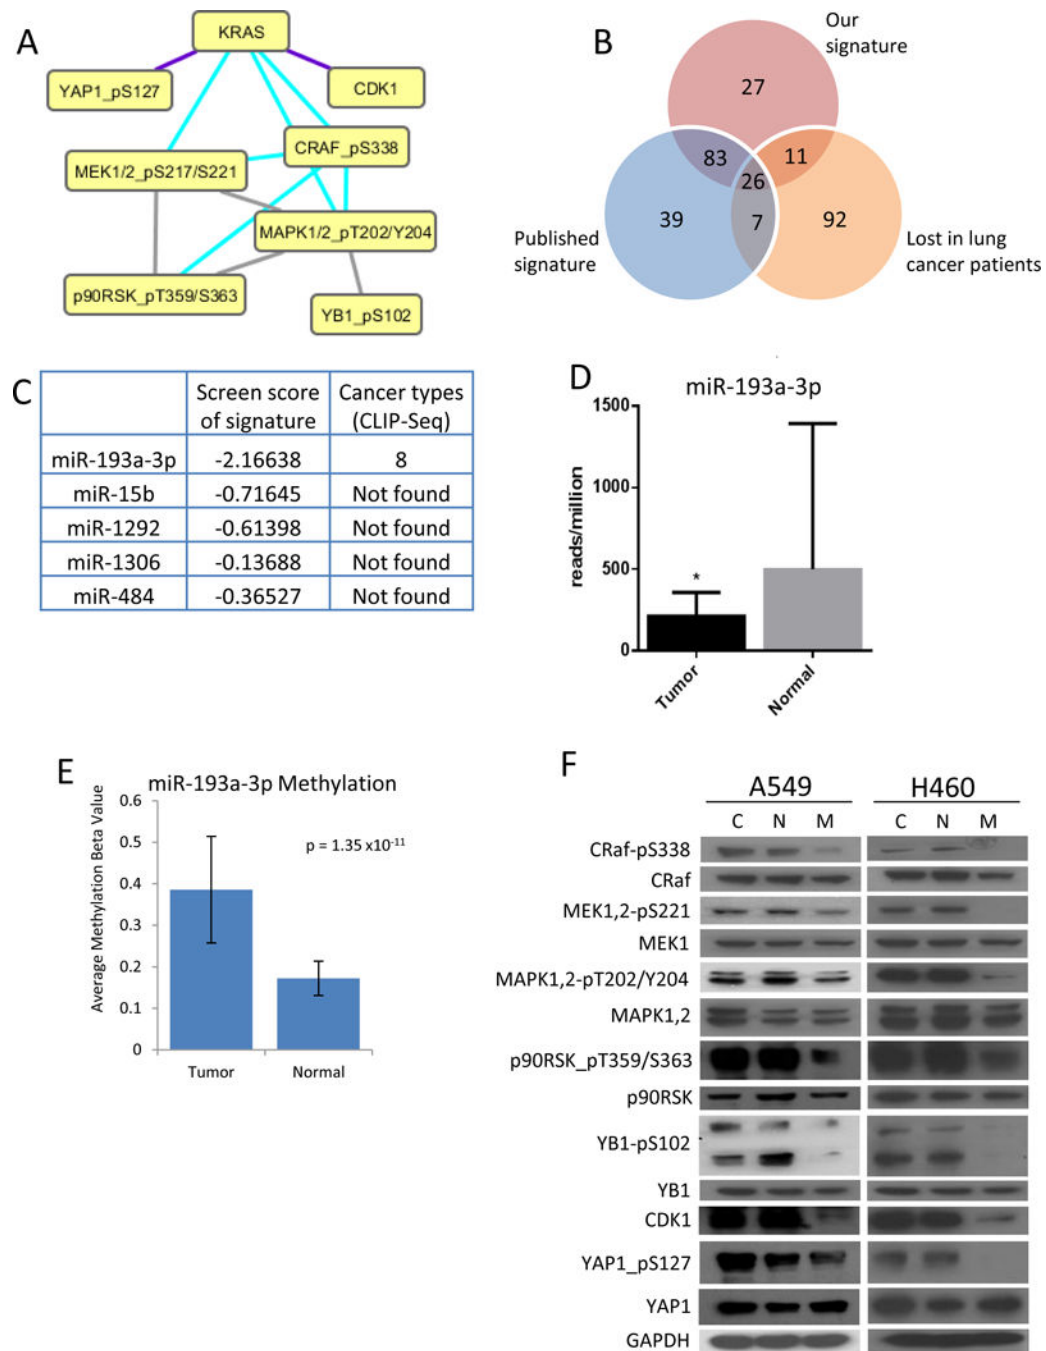 A
KRAS
YAP1_pS127
CDK1
CRAF_pS338
MEK1/2_pS217/S221
MAPK1/2_pT202/Y204
p90RSK_pT359/S363
YB1_pS102
B
Our
signature
27
83
11
26
39
7
92
Published
signature
Lost in lung
cancer patients
C
Screen score
of signature
Cancer types
(CLIP-Seq)
miR-193a-3p -2.16638 8
miR-15b -0.71645 Not found
miR-1292 -0.61398 Not found
miR-1306 -0.13688 Not found
miR-484 -0.36527 Not found
D
miR-193a-3p
reads/million
1500
1000
500
0
*
Tumor
Normal
E
miR-193a-3p Methylation
Average Methylation Beta Value
0.6
0.5
0.4
0.3
0.2
0.1
0
p = 1.35 x10⁻¹¹
Tumor Normal
F
A549 H460
C N M C N M
CRaf-pS338
CRaf
MEK1,2-pS221
MEK1
MAPK1,2-pT202/Y204
MAPK1,2
p90RSK_pT359/S363
p90RSK
YB1-pS102
YB1
CDK1
YAP1_pS127
YAP1
GAPDH